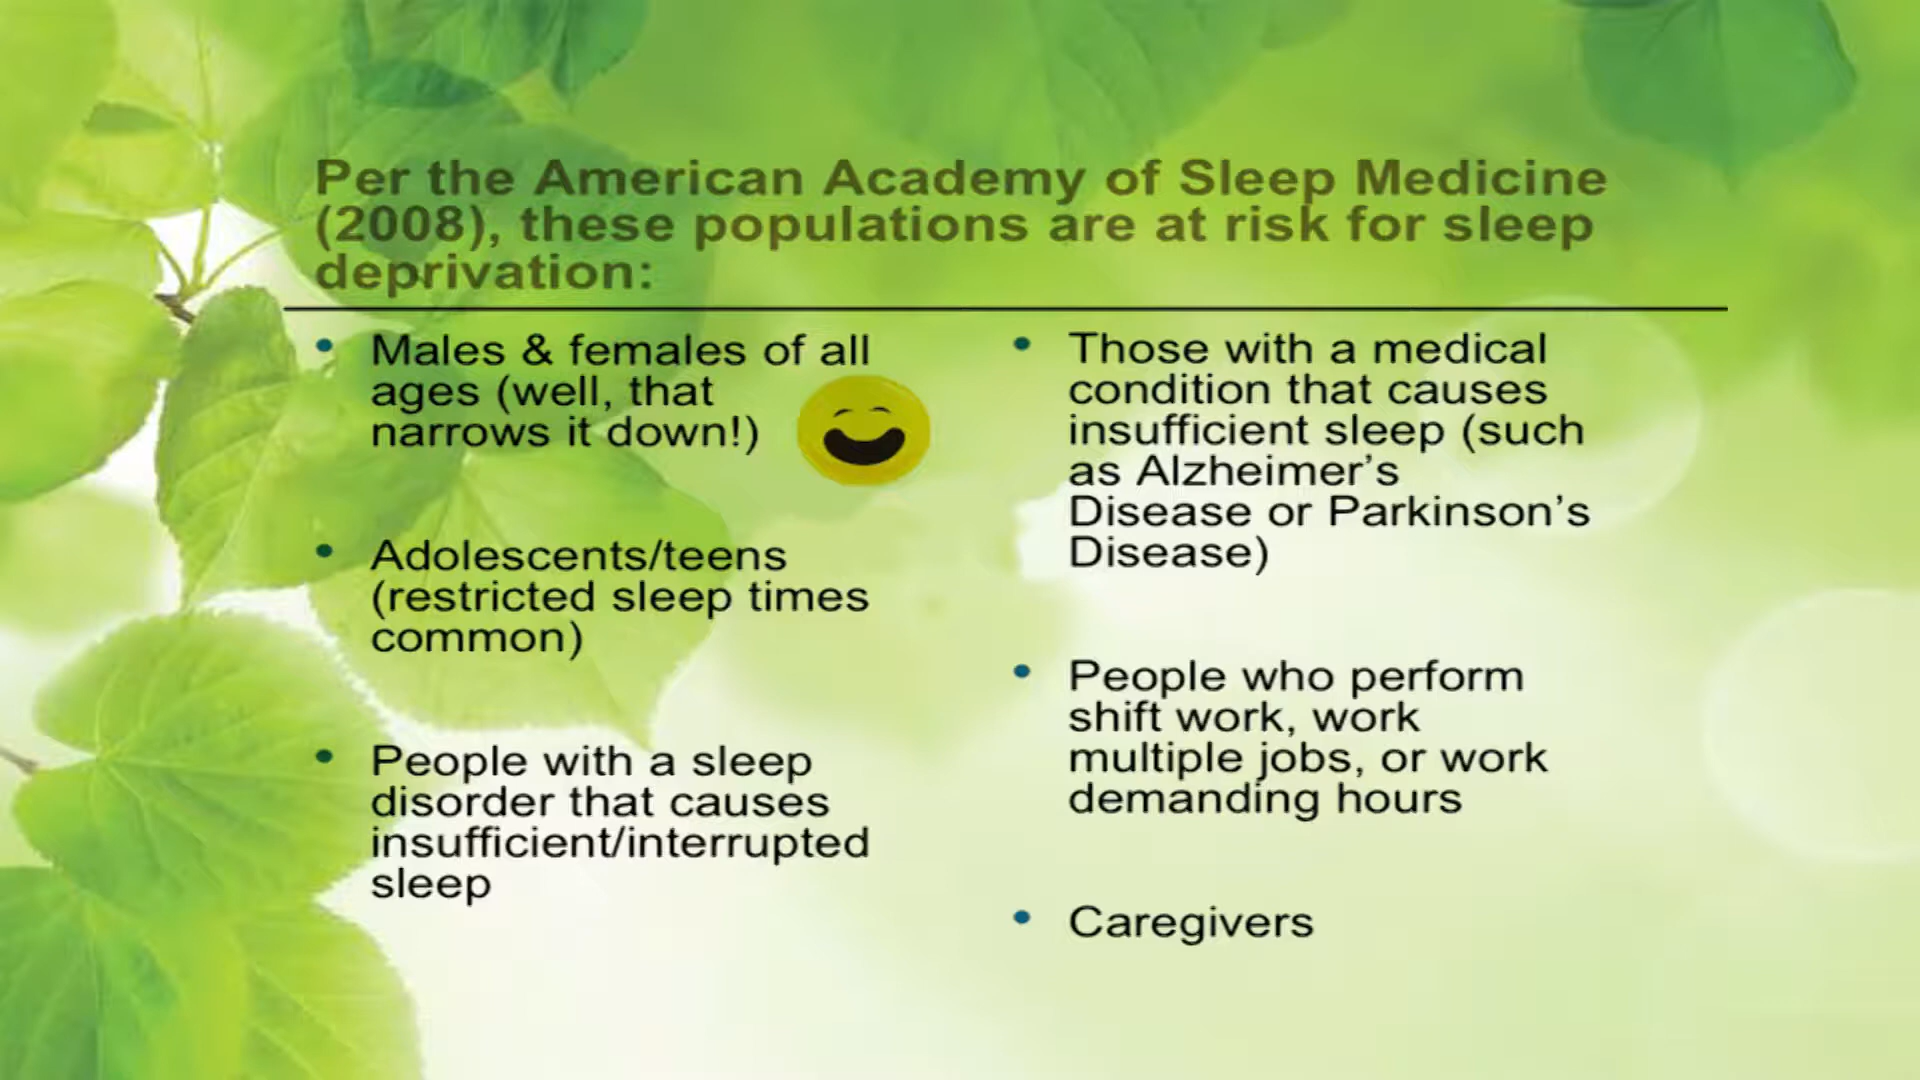 Per the American Academy of Sleep Medicine
(2008), these populations are at risk for sleep
deprivation:
• Males & females of all
ages (well, that
narrows it down!)
• Adolescents/teens
(restricted sleep times
common)
• People with a sleep
disorder that causes
insufficient/interrupted
sleep
• Those with a medical
condition that causes
insufficient sleep (such
as Alzheimer’s
Disease or Parkinson’s
Disease)
• People who perform
shift work, work
multiple jobs, or work
demanding hours
• Caregivers